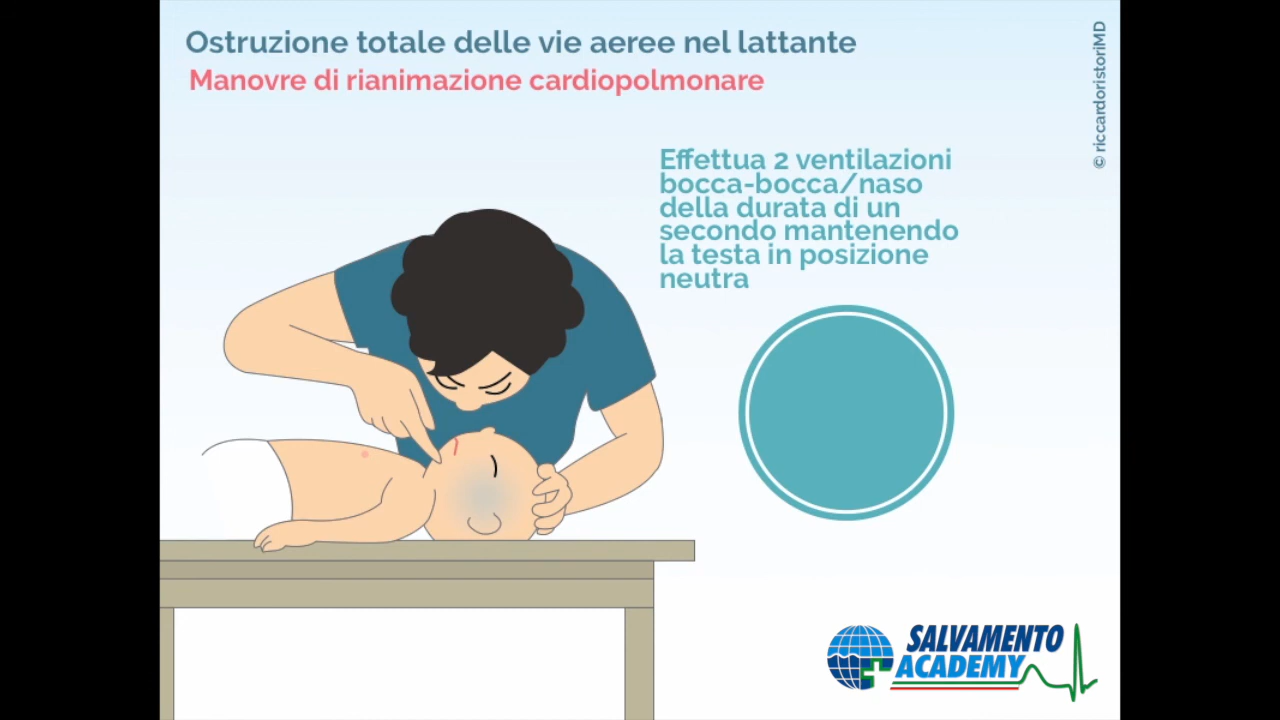 Ostruzione totale delle vie aeree nel lattante
Manovre di rianimazione cardiopolmonare
© riccardoristoriMD
Effettua 2 ventilazioni
bocca-bocca/naso
della durata di un
secondo mantenendo
la testa in posizione
neutra
SALVAMENTO
ACADEMY